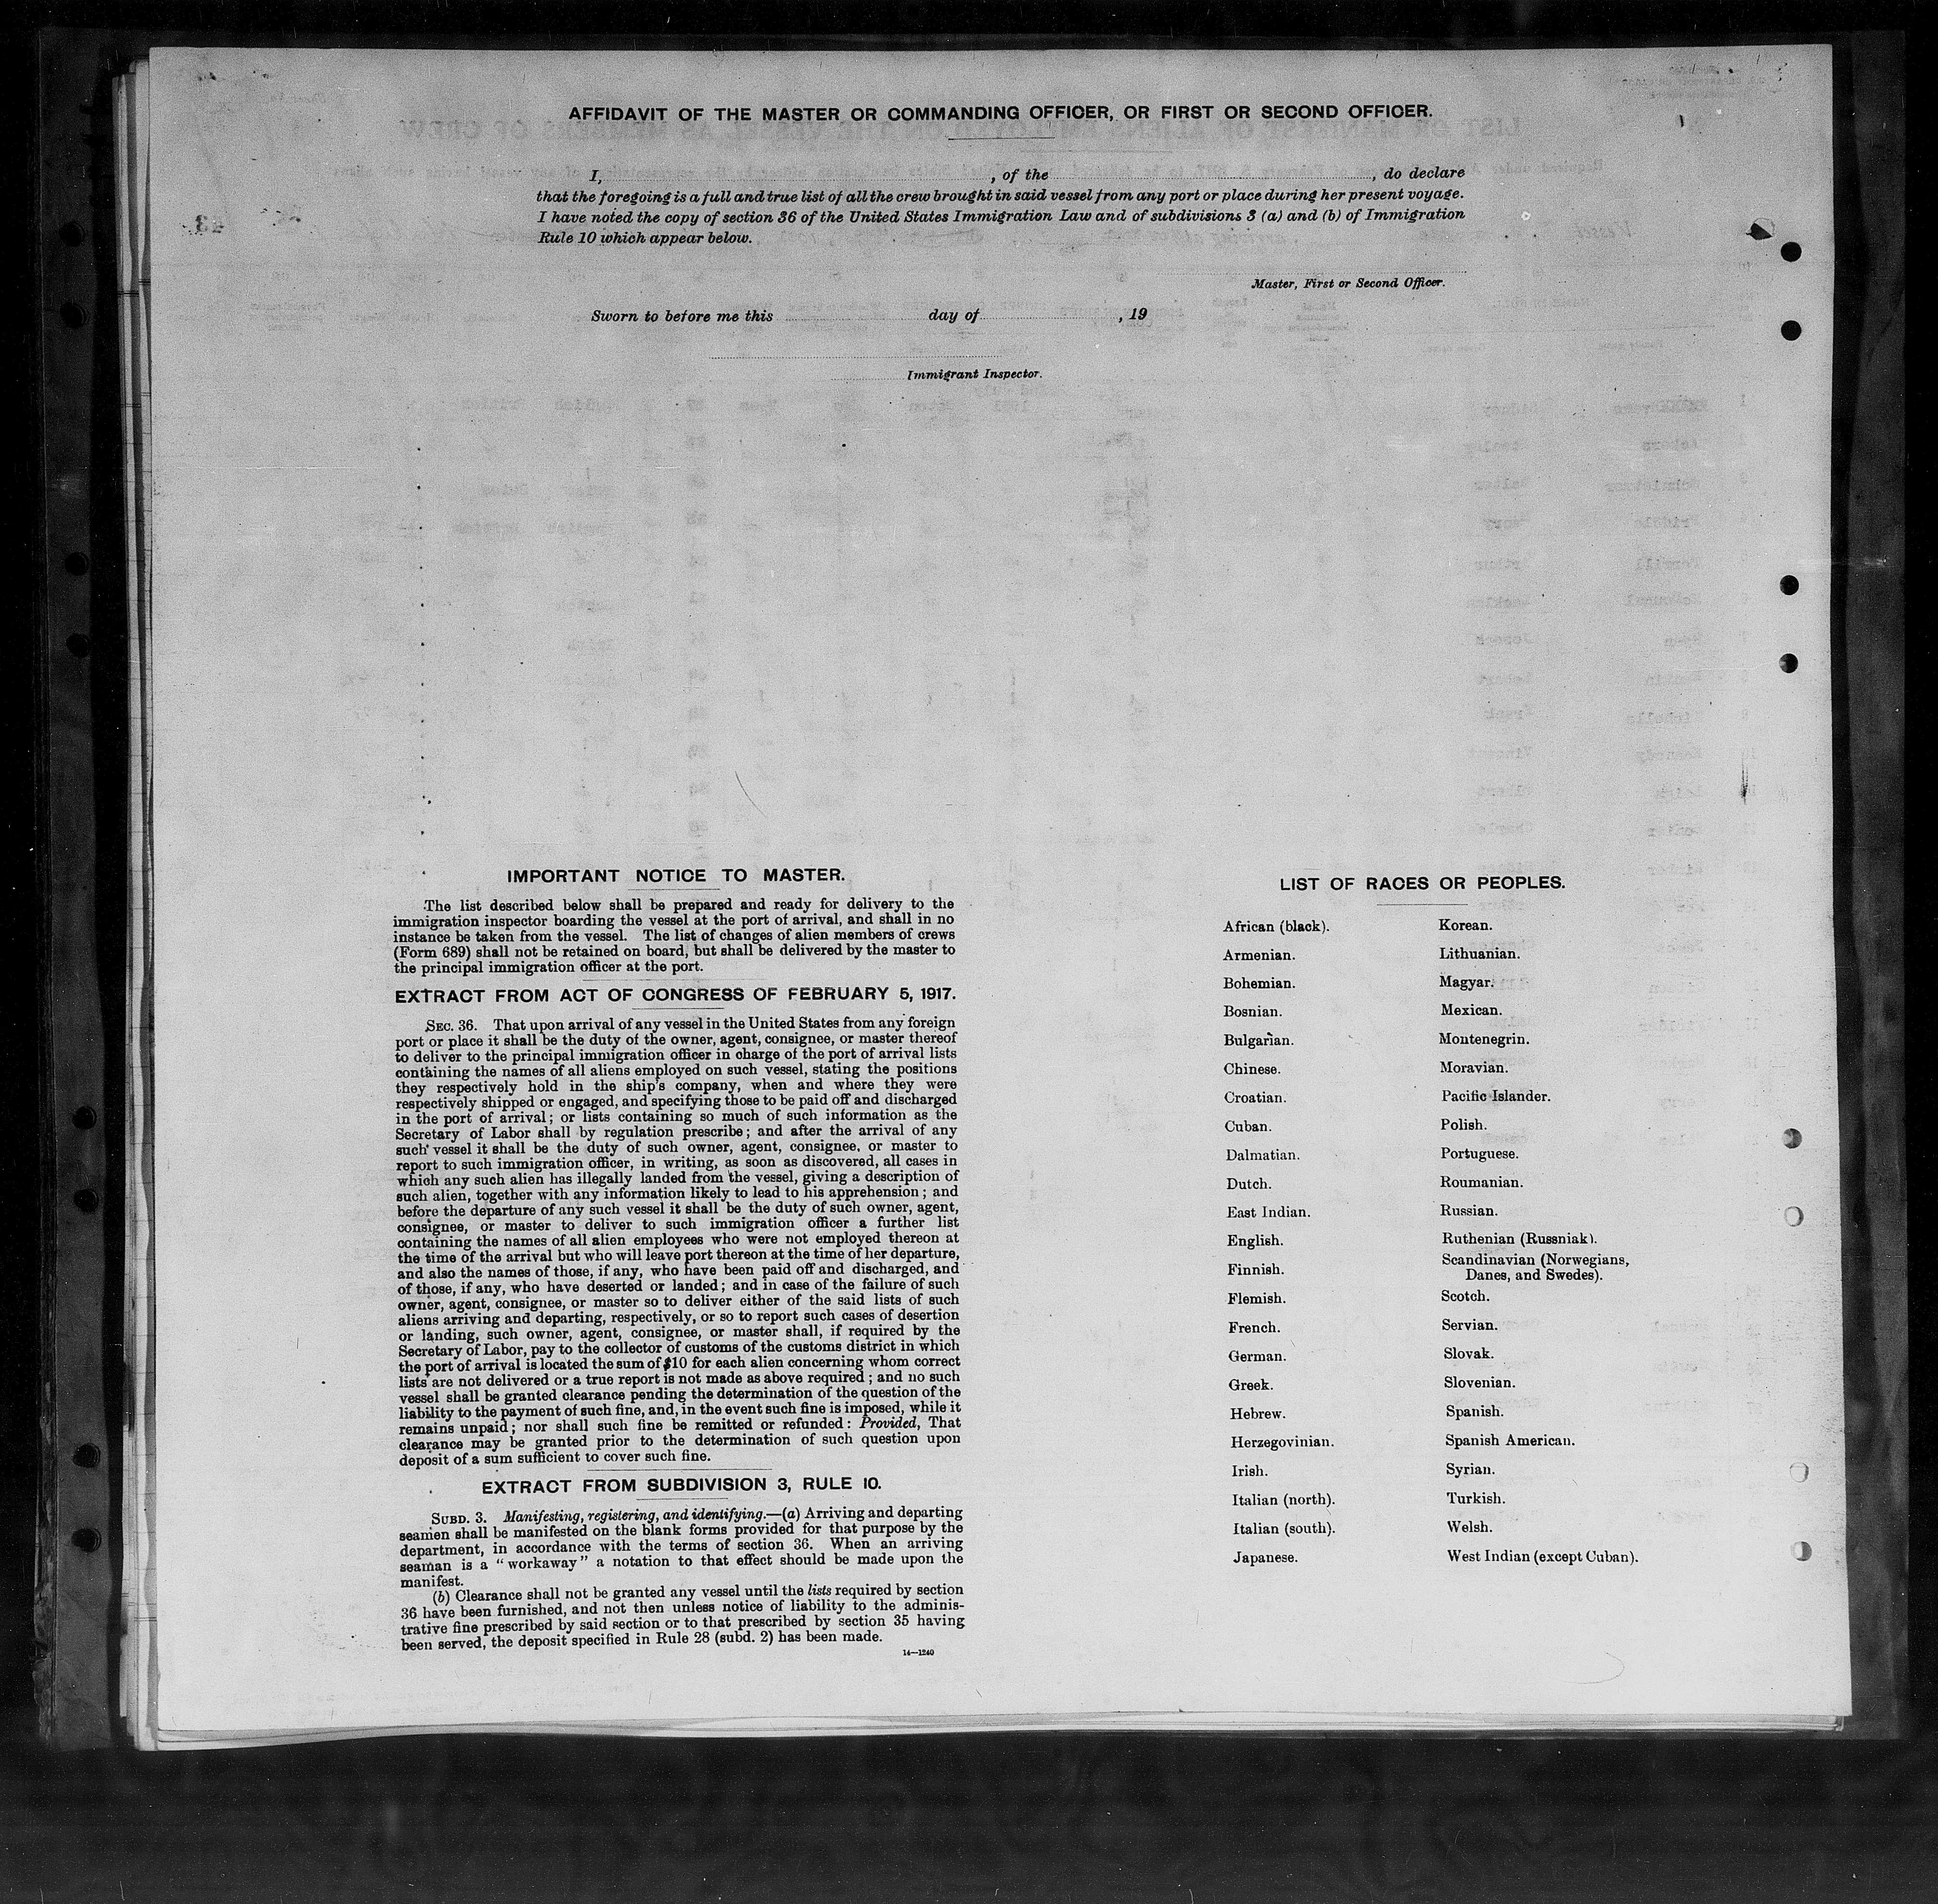 AFFIDAVIT OF THE MASTER OR COMMANDING OFFICER, OR FIRST OR SECOND OFFICER.
I, , of the , do declare
that the foregoing is a full and true list of all the crew brought in said vessel from any port or place during her present voyage.
I have noted the copy of section 36 of the United States Immigration Law and of subdivisions 3 (a) and (b) of Immigration
Rule 10 which appear below.
Master, First or Second Officer.
Sworn to before me this day of , 19
Immigrant Inspector.
IMPORTANT NOTICE TO MASTER.
The list described below shall be prepared and ready for delivery to the
immigration inspector boarding the vessel at the port of arrival, and shall in no
instance be taken from the vessel. The list of changes of alien members of crews
(Form 689) shall not be retained on board, but shall be delivered by the master to
the principal immigration officer at the port.
EXTRACT FROM ACT OF CONGRESS OF FEBRUARY 5, 1917.
SEC. 36. That upon arrival of any vessel in the United States from any foreign
port or place it shall be the duty of the owner, agent, consignee, or master thereof
to deliver to the principal immigration officer in charge of the port of arrival lists
containing the names of all aliens employed on such vessel, stating the positions
they respectively hold in the ship's company, when and where they were
respectively shipped or engaged, and specifying those to be paid off and discharged
in the port of arrival; or lists containing so much of such information as the
Secretary of Labor shall by regulation prescribe; and after the arrival of any
such vessel it shall be the duty of such owner, agent, consignee, or master to
report to such immigration officer, in writing, as soon as discovered, all cases in
which any such alien has illegally landed from the vessel, giving a description of
such alien, together with any information likely to lead to his apprehension; and
before the departure of any such vessel it shall be the duty of such owner, agent,
consignee, or master to deliver to such immigration officer a further list
containing the names of all alien employees who were not employed thereon at
the time of the arrival but who will leave port thereon at the time of her departure,
and also the names of those, if any, who have been paid off and discharged, and
of those, if any, who have deserted or landed; and in case of the failure of such
owner, agent, consignee, or master so to deliver either of the said lists of such
aliens arriving and departing, respectively, or so to report such cases of desertion
or landing, such owner, agent, consignee, or master shall, if required by the
Secretary of Labor, pay to the collector of customs of the customs district in which
the port of arrival is located the sum of $10 for each alien concerning whom correct
lists are not delivered or a true report is not made as above required; and no such
vessel shall be granted clearance pending the determination of the question of the
liability to the payment of such fine, and, in the event such fine is imposed, while it
remains unpaid; nor shall such fine be remitted or refunded: Provided, That
clearance may be granted prior to the determination of such question upon
deposit of a sum sufficient to cover such fine.
EXTRACT FROM SUBDIVISION 3, RULE 10.
SUBD. 3. Manifesting, registering, and identifying.—(a) Arriving and departing
seamen shall be manifested on the blank forms provided for that purpose by the
department, in accordance with the terms of section 36. When an arriving
seaman is a "workaway" a notation to that effect should be made upon the
manifest.
(b) Clearance shall not be granted any vessel until the lists required by section
36 have been furnished, and not then unless notice of liability to the adminis-
trative fine prescribed by said section or to that prescribed by section 35 having
been served, the deposit specified in Rule 28 (subd. 2) has been made.
14—1240
LIST OF RACES OR PEOPLES.
African (black).
Armenian.
Bohemian.
Bosnian.
Bulgarian.
Chinese.
Croatian.
Cuban.
Dalmatian.
Dutch.
East Indian.
English.
Finnish.
Flemish.
French.
German.
Greek.
Hebrew.
Herzegovinian.
Irish.
Italian (north).
Italian (south).
Japanese.
Korean.
Lithuanian.
Magyar.
Mexican.
Montenegrin.
Moravian.
Pacific Islander.
Polish.
Portuguese.
Roumanian.
Russian.
Ruthenian (Russniak).
Scandinavian (Norwegians,
Danes, and Swedes).
Scotch.
Servian.
Slovak.
Slovenian.
Spanish.
Spanish American.
Syrian.
Turkish.
Welsh.
West Indian (except Cuban).